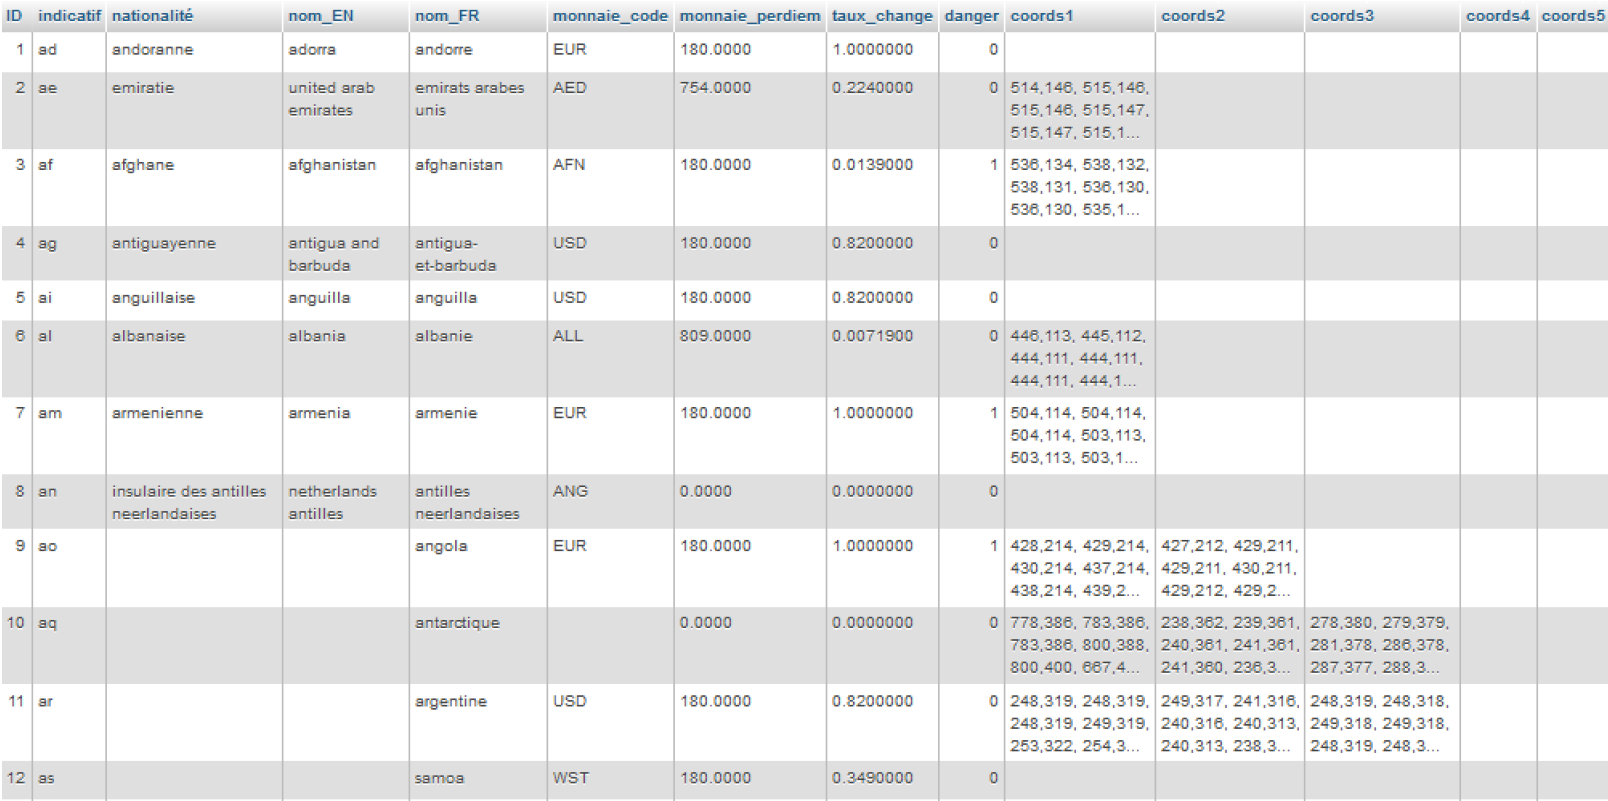 ID indicatif nationalité nom_EN nom_FR monnaie_code monnaie_perdiem taux_change danger coords1 coords2 coords3 coords4 coords5
1 ad andoranne adorra andorre EUR 180.0000 1.0000000 0
2 ae emiratie united arab emirates emirats arabes unis AED 754.0000 0.2240000 0 514,146, 515,146,
515,146, 515,147,
515,147, 515,1...
3 af afghane afghanistan afghanistan AFN 180.0000 0.0139000 1 536,134, 538,132,
538,131, 536,130,
536,130, 535,1...
4 ag antiguayenne antigua and barbuda antigua-et-barbuda USD 180.0000 0.8200000 0
5 ai anguillaise anguilla anguilla USD 180.0000 0.8200000 0
6 al albanaise albania albanie ALL 809.0000 0.0071900 0 446,113, 445,112,
444,111, 444,111,
444,111, 444,1...
7 am armenienne armenia armenie EUR 180.0000 1.0000000 1 504,114, 504,114,
504,114, 503,113,
503,113, 503,1...
8 an insulaire des antilles neerlandaises netherlands antilles antilles neerlandaises ANG 0.0000 0.0000000 0
9 ao angola EUR 180.0000 1.0000000 1 428,214, 429,214, 427,212, 429,211,
430,214, 437,214, 429,211, 430,211,
438,214, 439,2... 429,212, 429,2...
10 aq antarctique 0.0000 0.0000000 0 778,386, 783,386, 238,362, 239,361, 278,380, 279,379,
783,386, 800,388, 240,361, 241,361, 281,378, 286,378,
800,400, 667,4... 241,360, 236,3... 287,377, 288,3...
11 ar argentine USD 180.0000 0.8200000 0 248,319, 248,319, 249,317, 241,316, 248,319, 248,318,
248,319, 249,319, 240,316, 240,313, 249,318, 249,318,
253,322, 254,3... 240,313, 238,3... 248,319, 248,3...
12 as samoa WST 180.0000 0.3490000 0